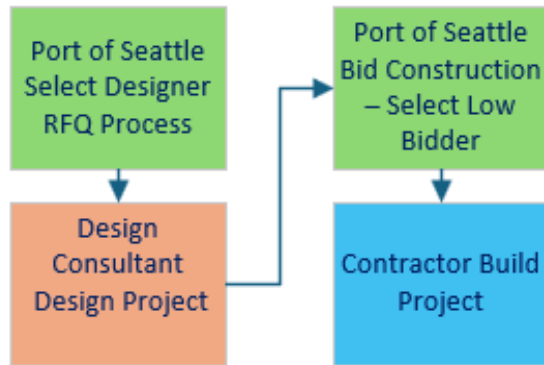 Port of Seattle
Select Designer
RFQ Process
Design
Consultant
Design Project
Port of Seattle
Bid Construction
– Select Low
Bidder
Contractor Build
Project